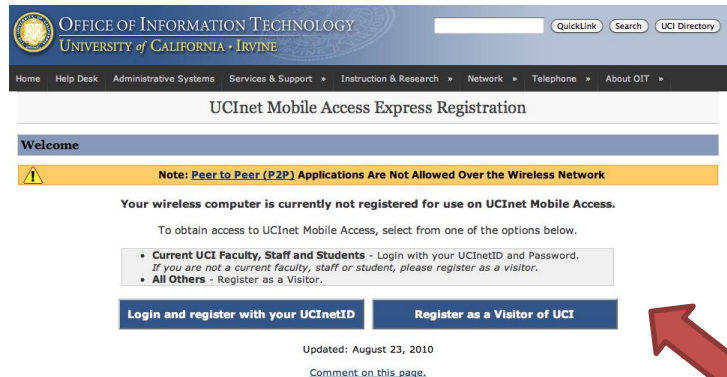 OFFICE OF INFORMATION TECHNOLOGY
UNIVERSITY of CALIFORNIA • IRVINE
QuickLink Search UCI Directory
Home Help Desk Administrative Systems Services & Support » Instruction & Research » Network » Telephone » About OIT »
UCInet Mobile Access Express Registration
Welcome
Note: Peer to Peer (P2P) Applications Are Not Allowed Over the Wireless Network
Your wireless computer is currently not registered for use on UCInet Mobile Access.
To obtain access to UCInet Mobile Access, select from one of the options below.
• Current UCI Faculty, Staff and Students - Login with your UCInetID and Password.
If you are not a current faculty, staff or student, please register as a visitor.
• All Others - Register as a Visitor.
Login and register with your UCInetID Register as a Visitor of UCI
Updated: August 23, 2010
Comment on this page.